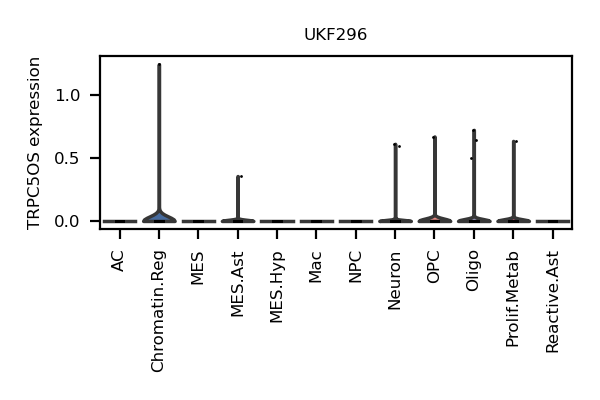 UKF296
TRPC5OS expression
1.0
0.5
0.0
AC
Chromatin.Reg
MES
MES.Ast
MES.Hyp
Mac
NPC
Neuron
OPC
Oligo
Prolif.Metab
Reactive.Ast